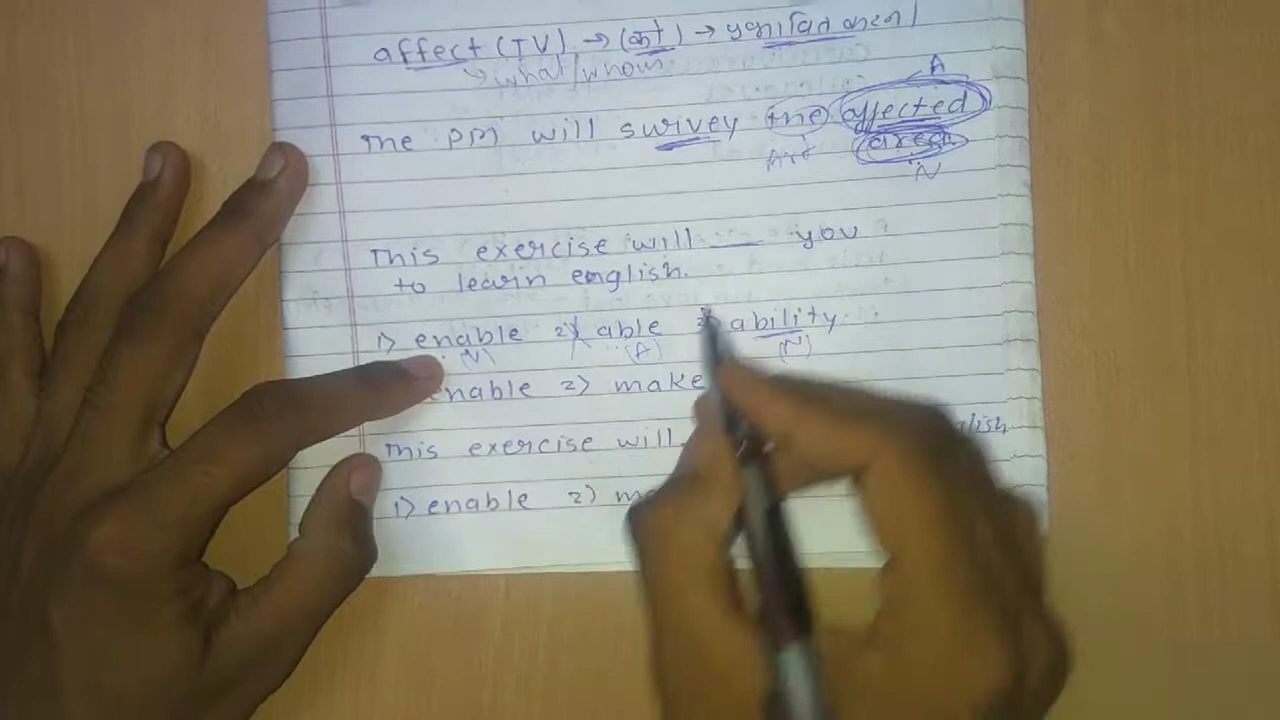 affect (TV) → (कर्ता) → प्रभावित करना।
→ what/whom
A
The PM will survey the affected
area
Art N
This exercise will ___ you
to learn english.
1) enable 2) able 3) ability
(V) (A) (N)
enable 2) make
This exercise will
1) enable 2)